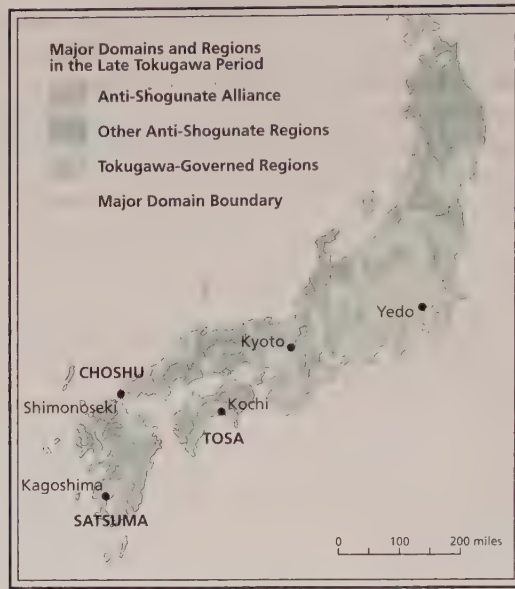 Major Domains and Regions
in the Late Tokugawa Period
Anti-Shogunate Alliance
Other Anti-Shogunate Regions
Tokugawa-Governed Regions
Major Domain Boundary
Yedo
Kyoto
CHOSHU
Shimonoseki
Kochi
TOSA
Kagoshima
SATSUMA
0 100 200 miles